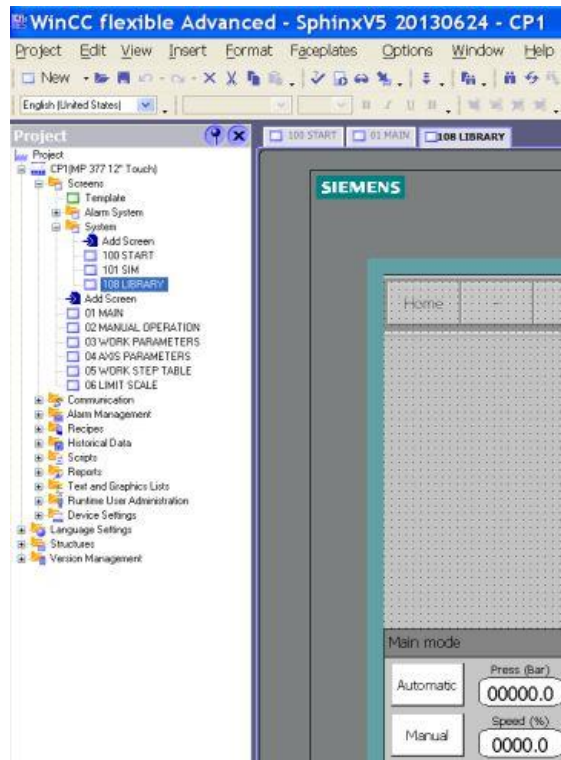 WinCC flexible Advanced - SphinxV5 20130624 - CP1
Project Edit View Insert Format Faceplates Options Window Help
New
English (United States)
Project
100 START 01 MAIN 108 LIBRARY
Project
CP1(MP 377 12" Touch)
Screens
Template
Alarm System
System
Add Screen
100 START
101 SIM
108 LIBRARY
Add Screen
01 MAIN
02 MANUAL OPERATION
03 WORK PARAMETERS
04 AXIS PARAMETERS
05 WORK STEP TABLE
06 LIMIT SCALE
Communication
Alarm Management
Recipes
Historical Data
Scripts
Reports
Text and Graphics Lists
Runtime User Administration
Device Settings
Language Settings
Structures
Version Management
SIEMENS
Home -
Main mode
Automatic Press (Bar)
00000.0
Manual Speed (%)
0000.0